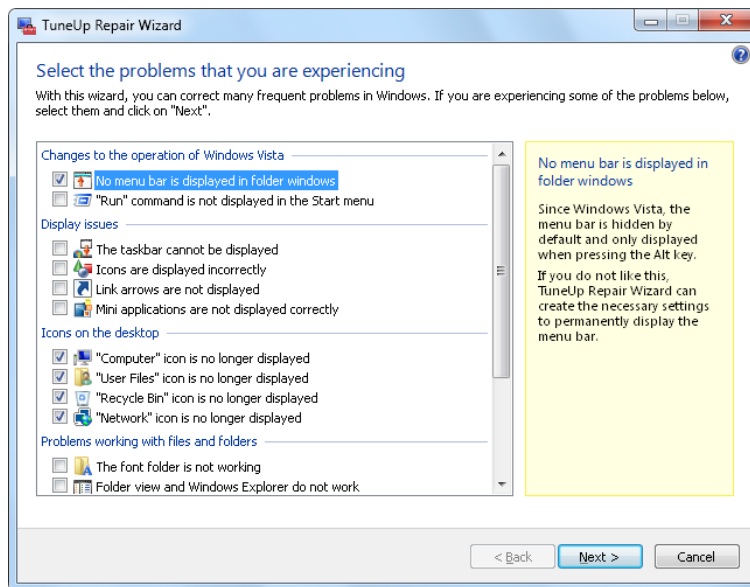 TuneUp Repair Wizard
Select the problems that you are experiencing
With this wizard, you can correct many frequent problems in Windows. If you are experiencing some of the problems below,
select them and click on "Next".
Changes to the operation of Windows Vista
No menu bar is displayed in folder windows
"Run" command is not displayed in the Start menu
Display issues
The taskbar cannot be displayed
Icons are displayed incorrectly
Link arrows are not displayed
Mini applications are not displayed correctly
Icons on the desktop
"Computer" icon is no longer displayed
"User Files" icon is no longer displayed
"Recycle Bin" icon is no longer displayed
"Network" icon is no longer displayed
Problems working with files and folders
The font folder is not working
Folder view and Windows Explorer do not work
No menu bar is displayed in
folder windows
Since Windows Vista, the
menu bar is hidden by
default and only displayed
when pressing the Alt key.
If you do not like this,
TuneUp Repair Wizard can
create the necessary settings
to permanently display the
menu bar.
< Back
Next >
Cancel